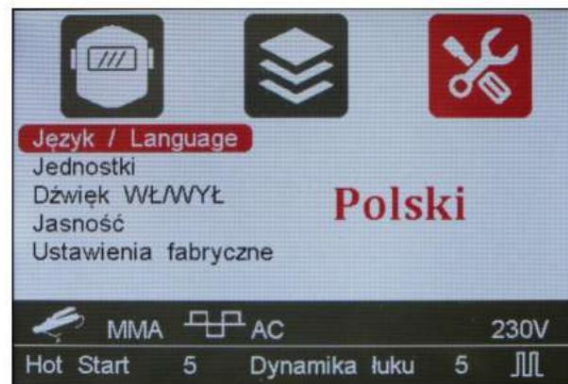 Język / Language
Jednostki
Dźwięk WŁ/WYŁ
Jasność
Ustawienia fabryczne
Polski
MMA AC 230V
Hot Start 5 Dynamika łuku 5